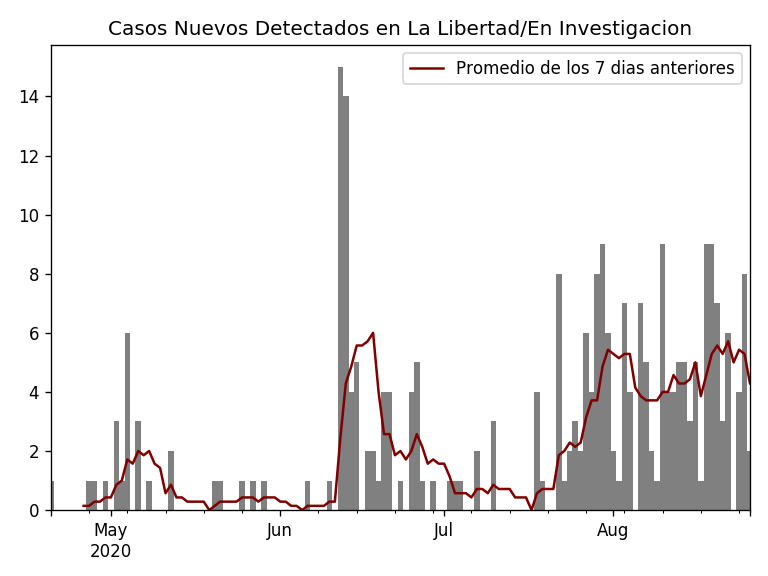 Casos Nuevos Detectados en La Libertad/En Investigacion
Promedio de los 7 dias anteriores
14
12
10
8
6
4
2
0
May
2020
Jun
Jul
Aug